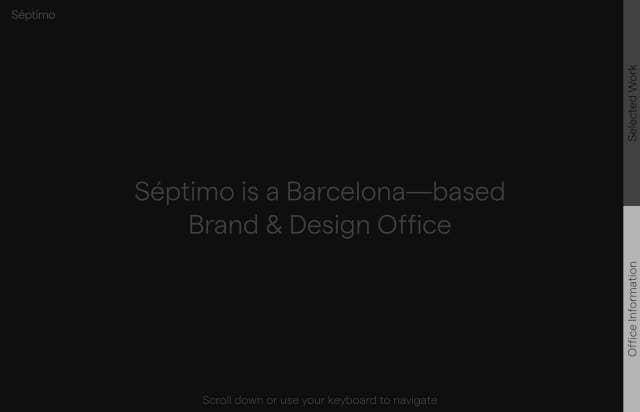 Séptimo
Séptimo is a Barcelona—based
Brand & Design Office
Scroll down or use your keyboard to navigate
Selected Work
Office Information